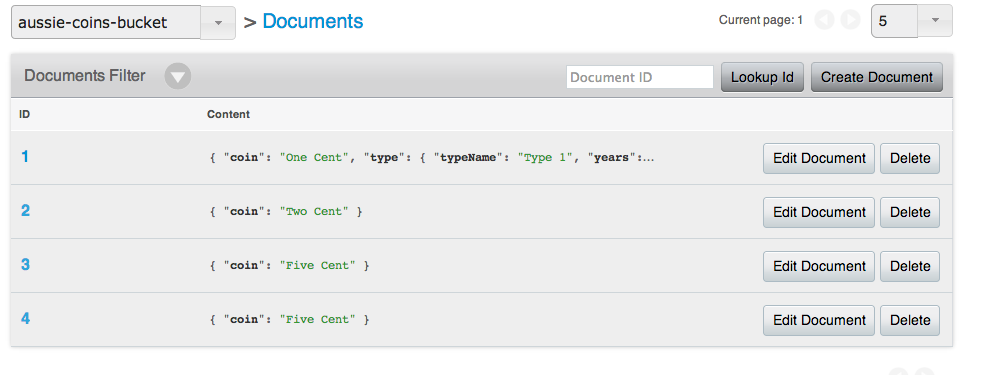 aussie-coins-bucket > Documents Current page: 1 5
Documents Filter Document ID Lookup Id Create Document
ID Content
1 { "coin": "One Cent", "type": { "typeName": "Type 1", "years":... Edit Document Delete
2 { "coin": "Two Cent" } Edit Document Delete
3 { "coin": "Five Cent" } Edit Document Delete
4 { "coin": "Five Cent" } Edit Document Delete